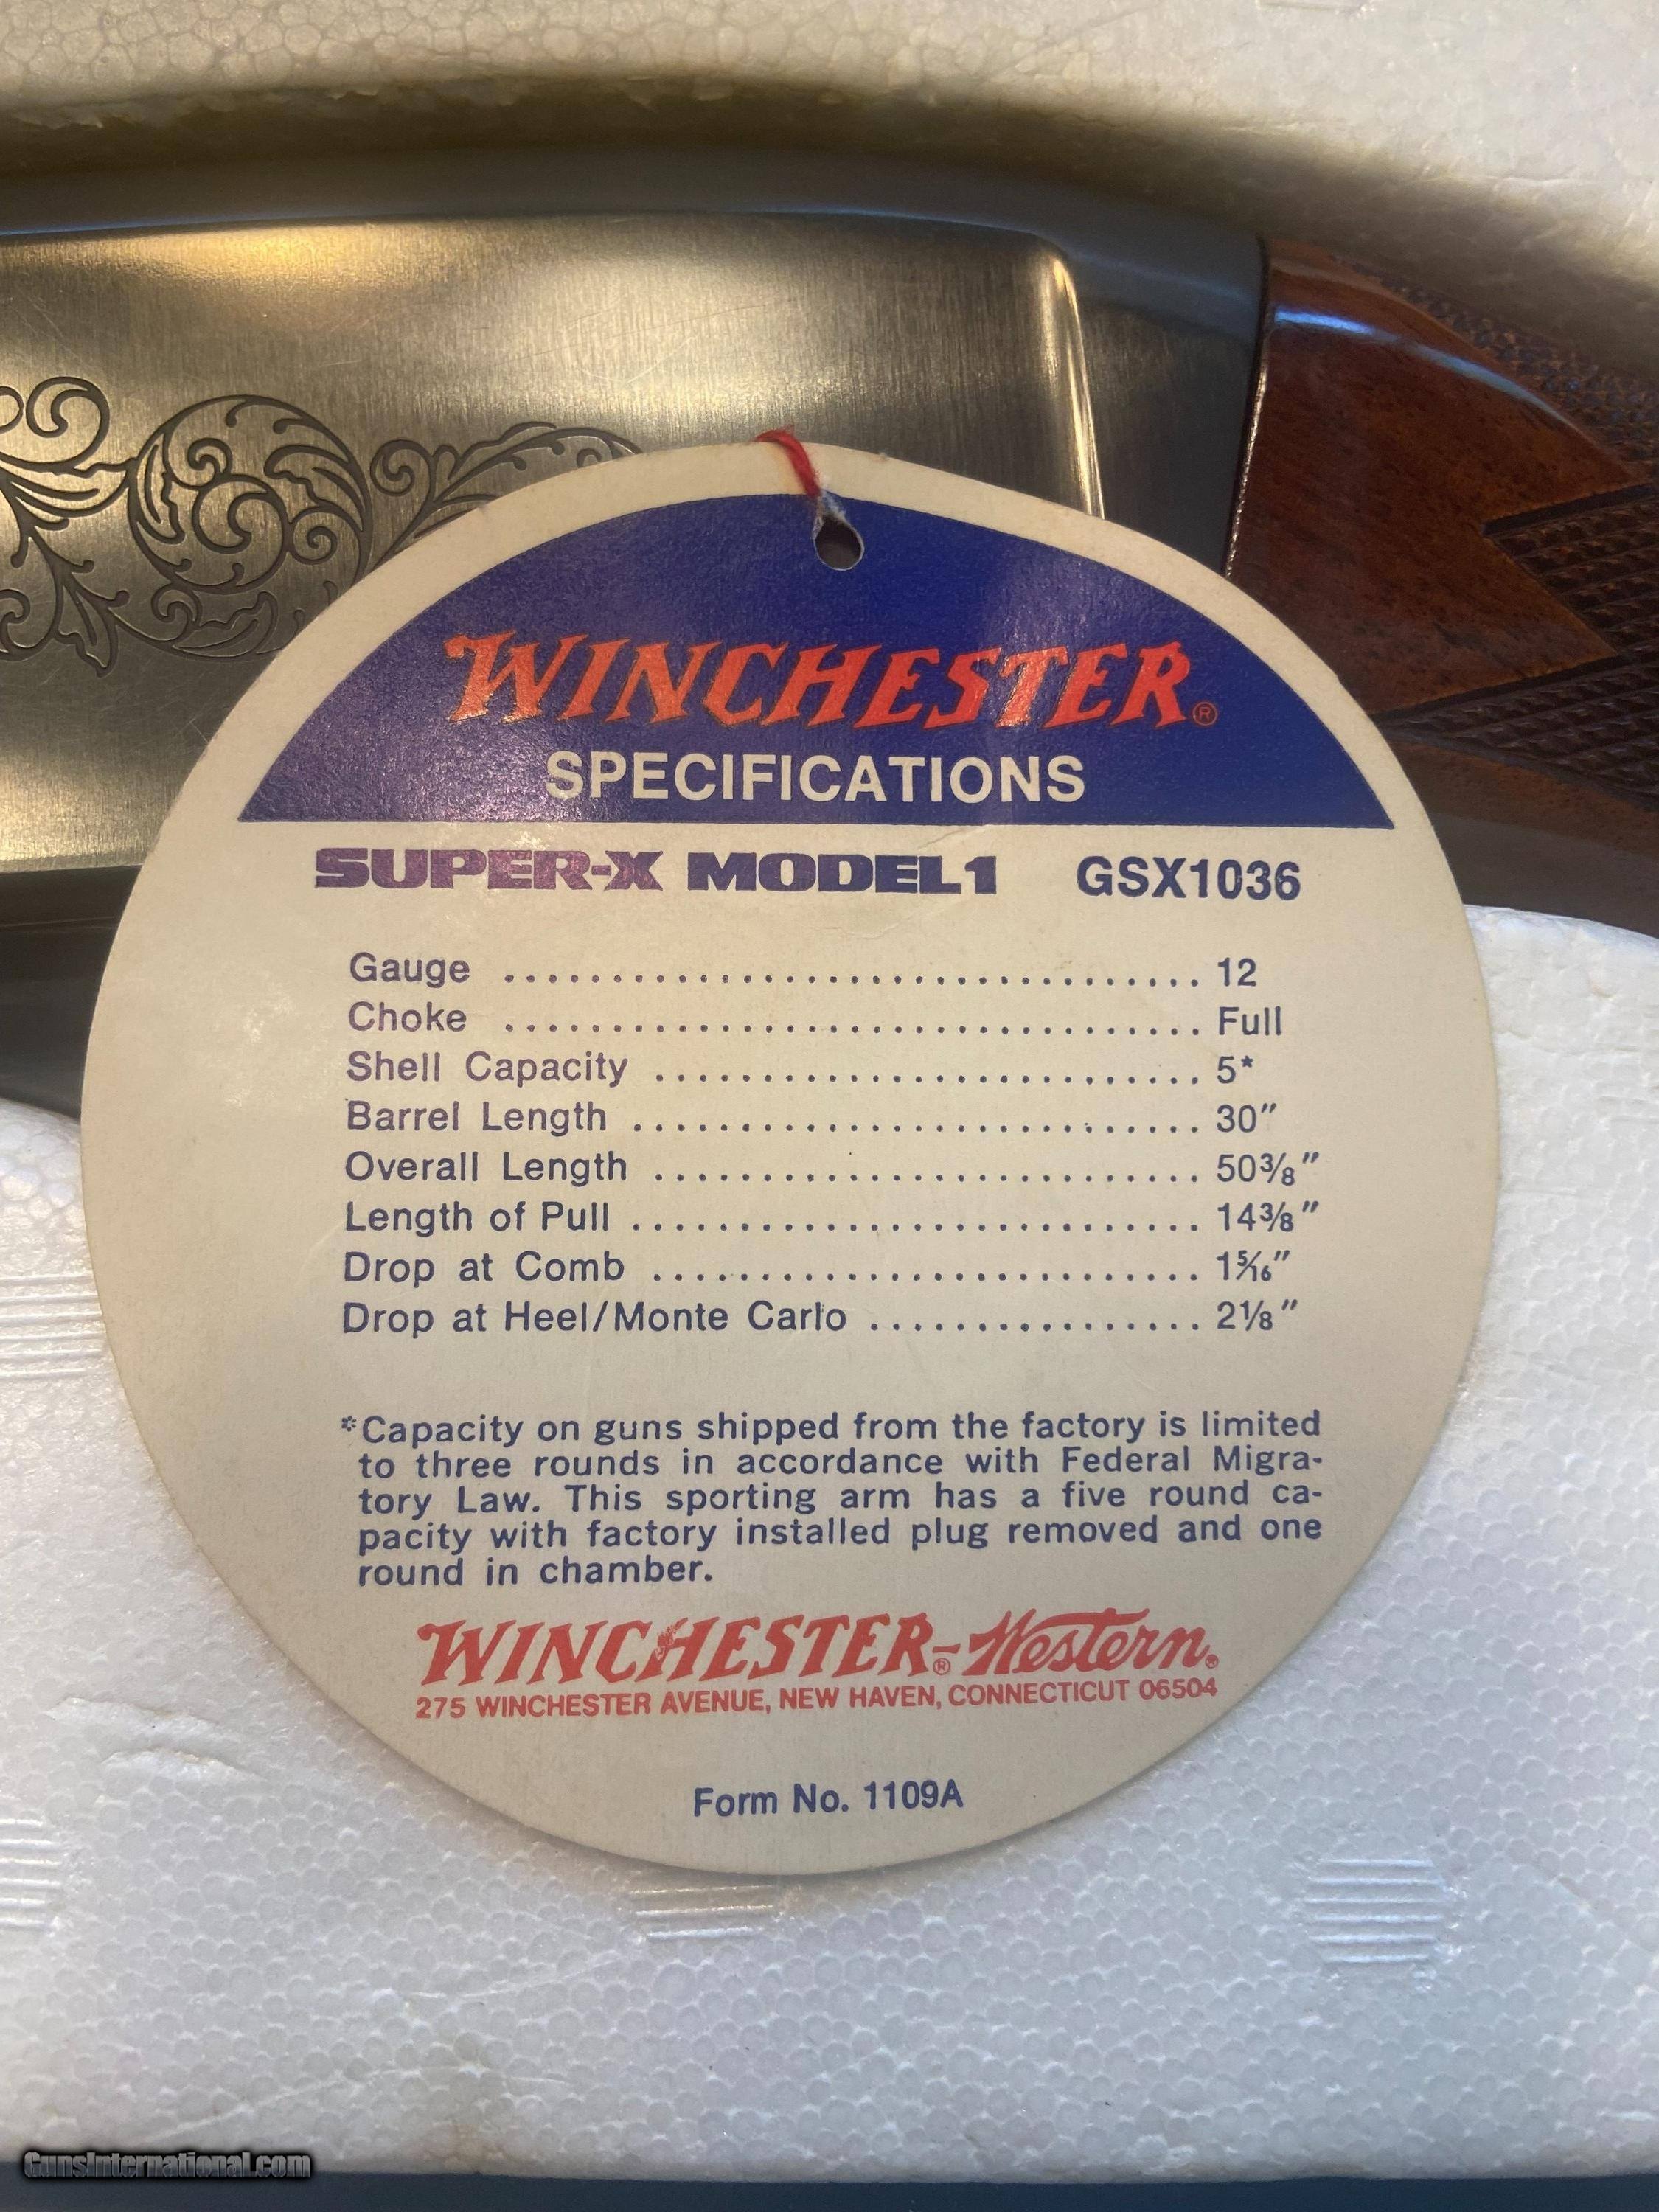 WINCHESTER®
SPECIFICATIONS
SUPER-X MODEL 1 GSX1036
Gauge ................................. 12
Choke ................................. Full
Shell Capacity .......................... 5*
Barrel Length ........................... 30"
Overall Length .......................... 50⅜"
Length of Pull ........................... 14⅜"
Drop at Comb .......................... 1 5/16"
Drop at Heel/Monte Carlo ................ 2⅛"
*Capacity on guns shipped from the factory is limited
to three rounds in accordance with Federal Migra-
tory Law. This sporting arm has a five round ca-
pacity with factory installed plug removed and one
round in chamber.
WINCHESTER®-Western®
275 WINCHESTER AVENUE, NEW HAVEN, CONNECTICUT 06504
Form No. 1109A
GunsInternational.com